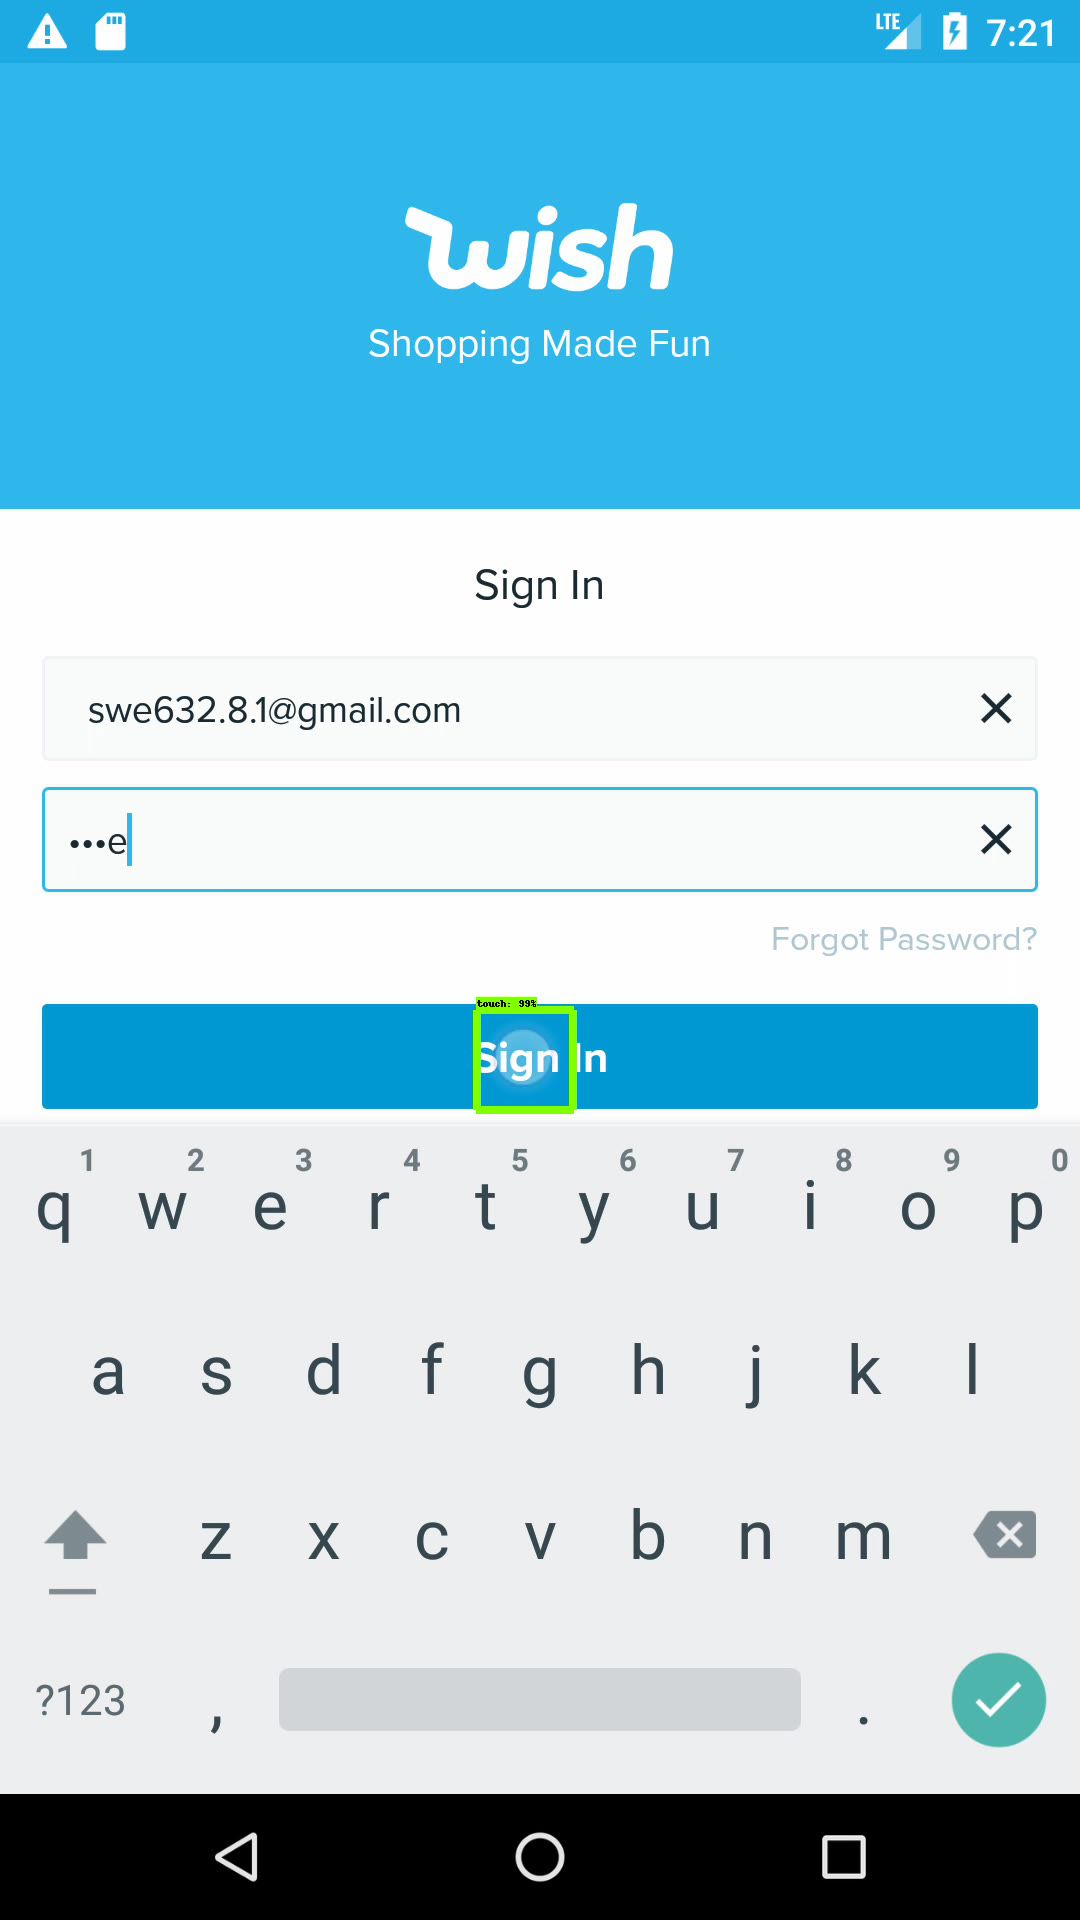 LTE 7:21
wish
Shopping Made Fun
Sign In
swe632.8.1@gmail.com
•••e
Forgot Password?
touch: 99%
Sign In
1 2 3 4 5 6 7 8 9 0
q w e r t y u i o p
a s d f g h j k l
z x c v b n m
?123 , .